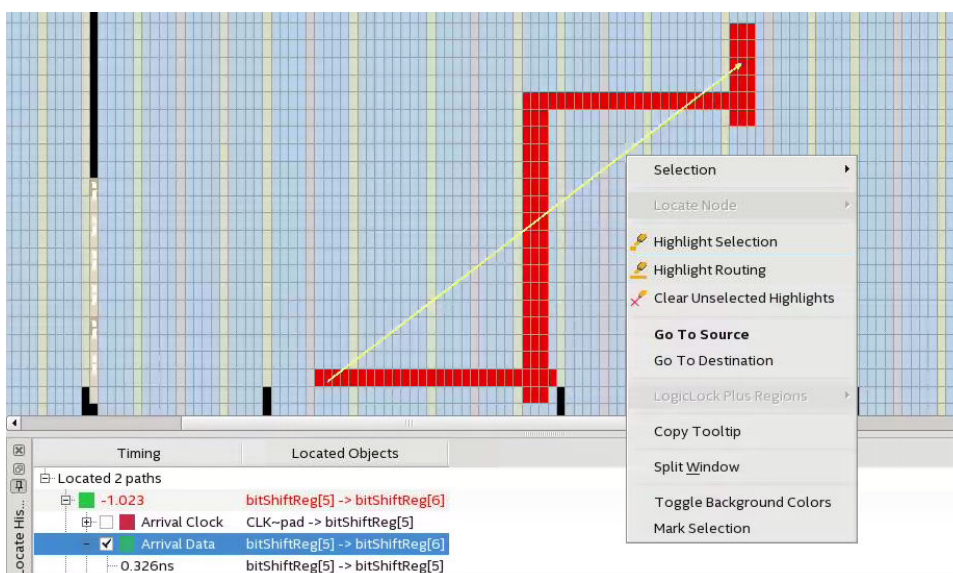 Selection
Locate Node
Highlight Selection
Highlight Routing
Clear Unselected Highlights
Go To Source
Go To Destination
LogicLock Plus Regions
Copy Tooltip
Split Window
Toggle Background Colors
Mark Selection
Locate His...
Timing Located Objects
Located 2 paths
-1.023 bitShiftReg[5] -> bitShiftReg[6]
Arrival Clock CLK~pad -> bitShiftReg[5]
Arrival Data bitShiftReg[5] -> bitShiftReg[6]
0.326ns bitShiftReg[5] -> bitShiftReg[5]